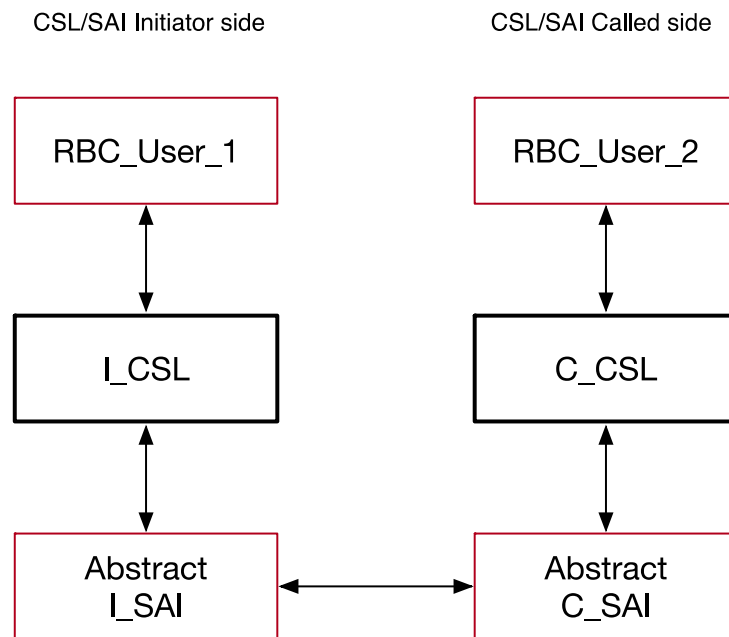 CSL/SAI Initiator side
CSL/SAI Called side
RBC_User_1
RBC_User_2
I_CSL
C_CSL
Abstract
I_SAI
Abstract
C_SAI